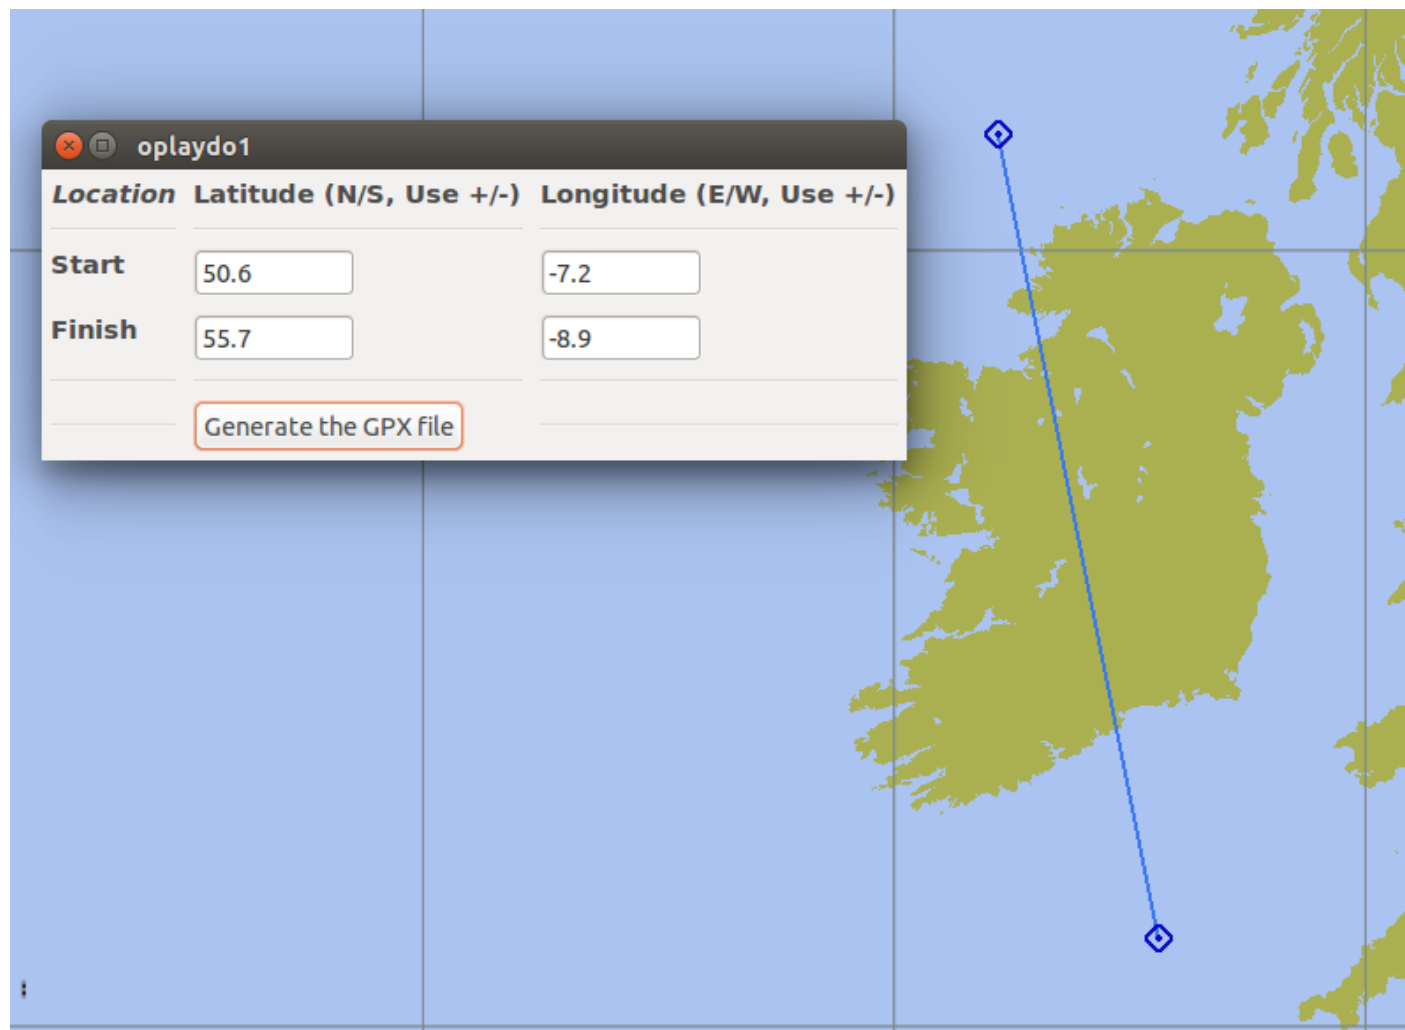 oplaydo1
Location Latitude (N/S, Use +/-) Longitude (E/W, Use +/-)
Start 50.6 -7.2
Finish 55.7 -8.9
Generate the GPX file